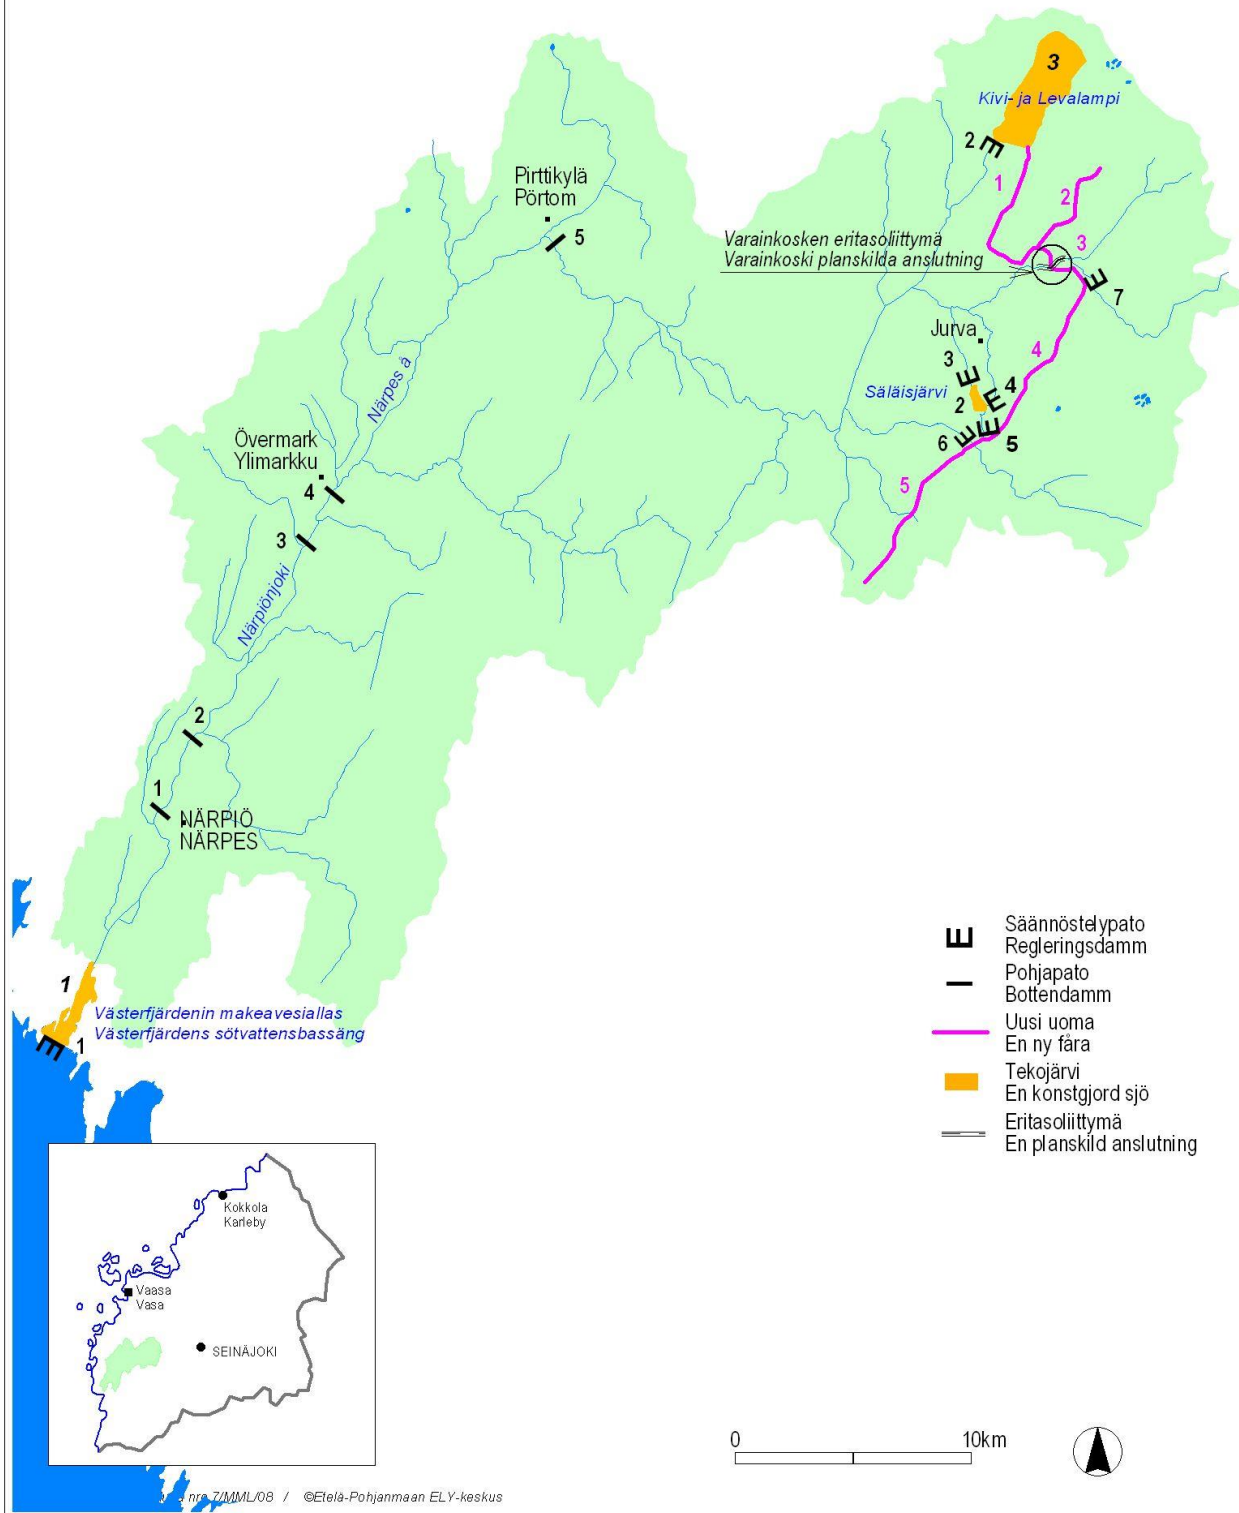 3
Kivi- ja Levalampi
2
1
2
Pirttikylä
Pörtom
5
Varainkosken eritasoliittymä
Varainkoski planskilda anslutning
3
7
Jurva
4
3
4
Säläisjärvi
2
6
5
5
Närpes å
Övermark
Ylimarkku
4
3
Närpiönjoki
2
1
NÄRPIÖ
NÄRPES
1
Västerfjärdenin makeavesiallas
Västerfjärdens sötvattensbassäng
1
E Säännöstelypato
Regleringsdamm
Pohjapato
Bottendamm
Uusi uoma
En ny fåra
Tekojärvi
En konstgjord sjö
Eritasoliittymä
En planskild anslutning
Kokkola
Karleby
Vaasa
Vasa
SEINÄJOKI
0 10km
nro 7/MML/08 / ©Etelä-Pohjanmaan ELY-keskus